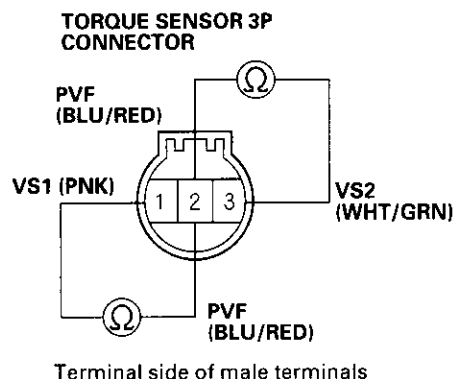 TORQUE SENSOR 3P
CONNECTOR
PVF
(BLU/RED)
Ω
VS1 (PNK)
1 2 3
VS2
(WHT/GRN)
Ω
PVF
(BLU/RED)
Terminal side of male terminals